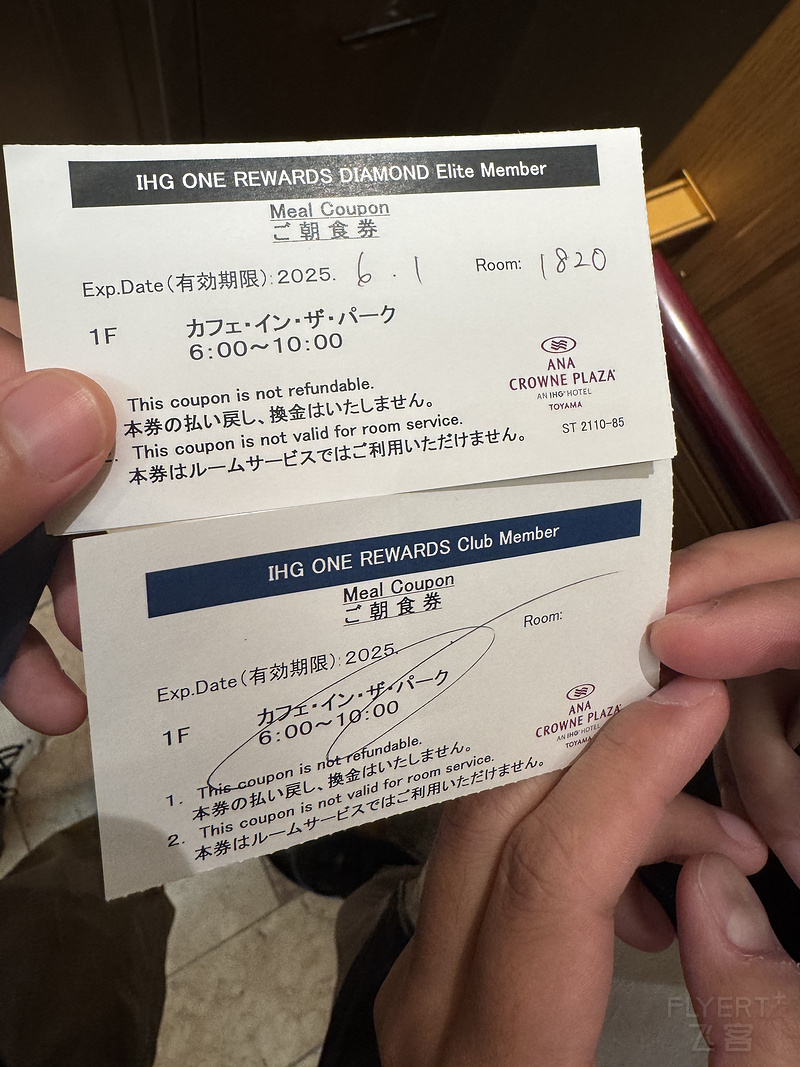 IHG ONE REWARDS DIAMOND Elite Member
Meal Coupon
ご朝食券
Exp.Date(有効期限):2025. 6 . 1 Room: 1820
1F カフェ・イン・ザ・パーク
6:00～10:00
This coupon is not refundable.
本券の払い戻し、換金はいたしません。
This coupon is not valid for room service.
本券はルームサービスではご利用いただけません。
ANA
CROWNE PLAZA
AN IHG HOTEL
TOYAMA
ST 2110-85
IHG ONE REWARDS Club Member
Meal Coupon
ご朝食券
Exp.Date(有効期限):2025. Room:
1F カフェ・イン・ザ・パーク
6:00～10:00
1. This coupon is not refundable.
本券の払い戻し、換金はいたしません。
2. This coupon is not valid for room service.
本券はルームサービスではご利用いただけません。
ANA
CROWNE PLAZA
AN IHG HOTEL
TOYAMA
FLYERT+
飞客